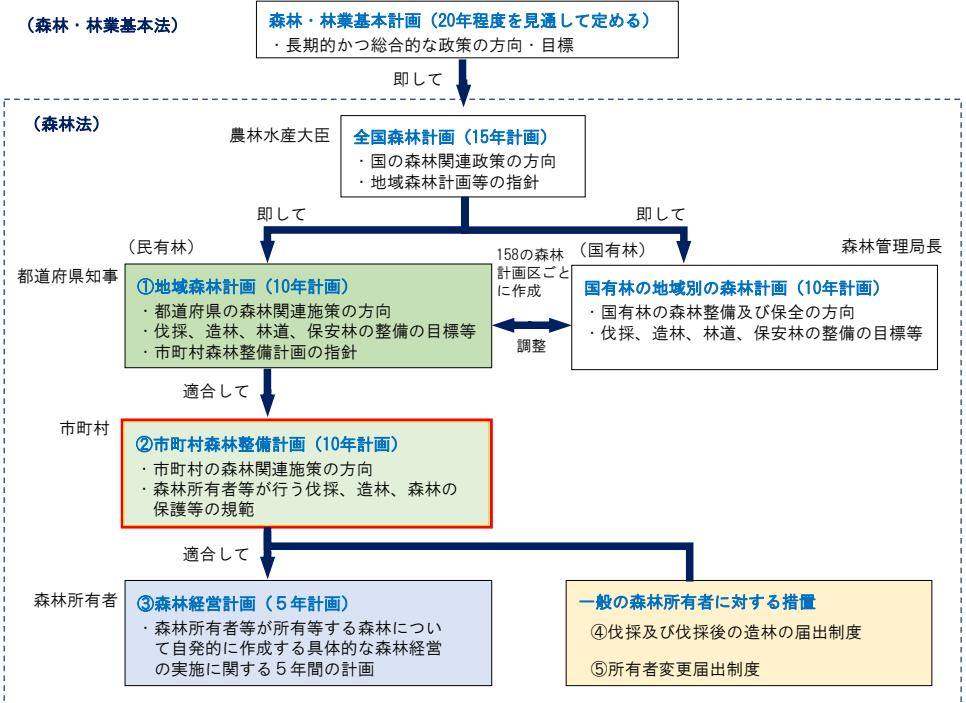 （森林・林業基本法）
森林・林業基本計画（20年程度を見通して定める）
・長期的かつ総合的な政策の方向・目標
即して
（森林法）
農林水産大臣
全国森林計画（15年計画）
・国の森林関連政策の方向
・地域森林計画等の指針
即して
即して
（民有林）
158の森林
計画区ごと
に作成
（国有林）
森林管理局長
都道府県知事
①地域森林計画（10年計画）
・都道府県の森林関連施策の方向
・伐採、造林、林道、保安林の整備の目標等
・市町村森林整備計画の指針
調整
国有林の地域別の森林計画（10年計画）
・国有林の森林整備及び保全の方向
・伐採、造林、林道、保安林の整備の目標等
適合して
市町村
②市町村森林整備計画（10年計画）
・市町村の森林関連施策の方向
・森林所有者等が行う伐採、造林、森林の
保護等の規範
適合して
森林所有者
③森林経営計画（５年計画）
・森林所有者等が所有等する森林につい
て自発的に作成する具体的な森林経営
の実施に関する５年間の計画
一般の森林所有者に対する措置
④伐採及び伐採後の造林の届出制度
⑤所有者変更届出制度